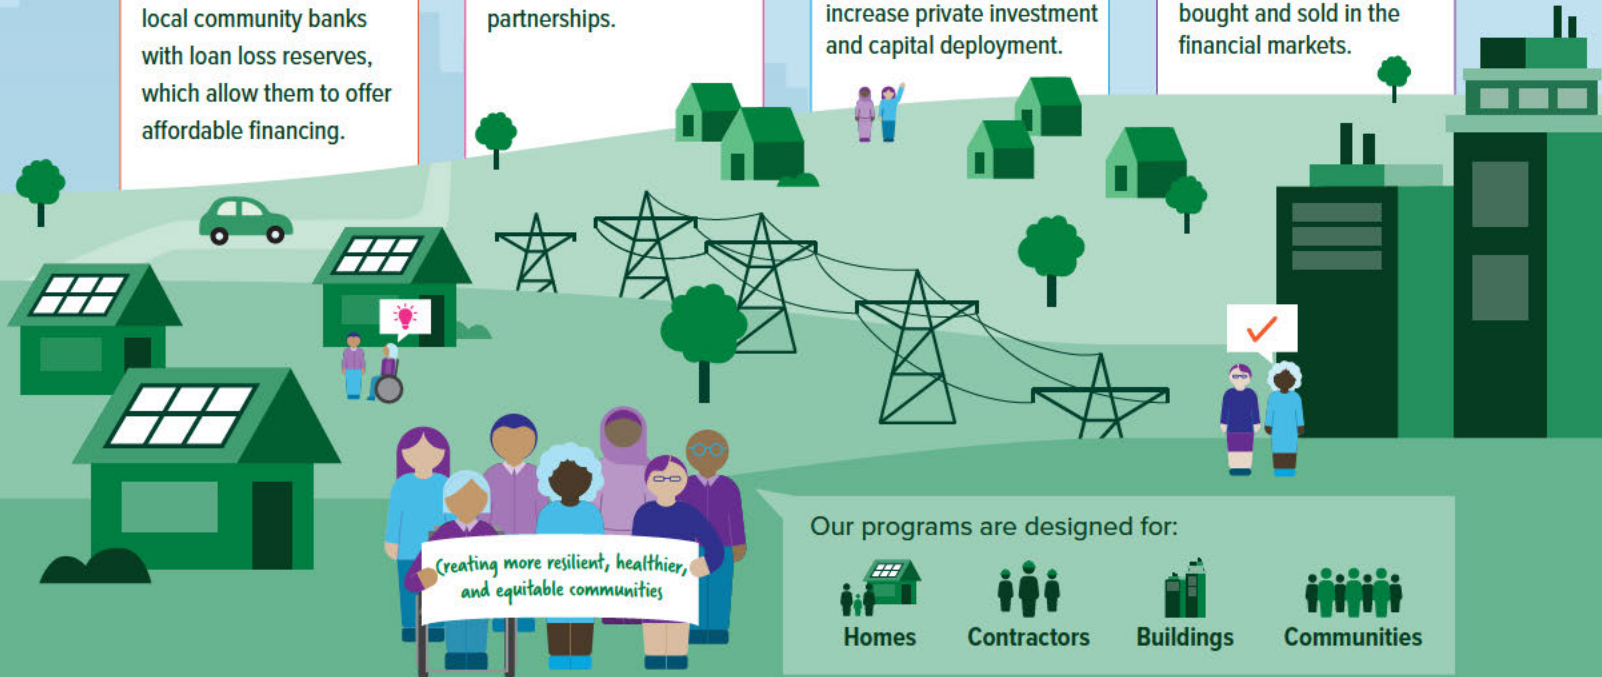 local community banks
with loan loss reserves,
which allow them to offer
affordable financing.
partnerships.
increase private investment
and capital deployment.
bought and sold in the
financial markets.
Creating more resilient, healthier,
and equitable communities
Our programs are designed for:
Homes
Contractors
Buildings
Communities